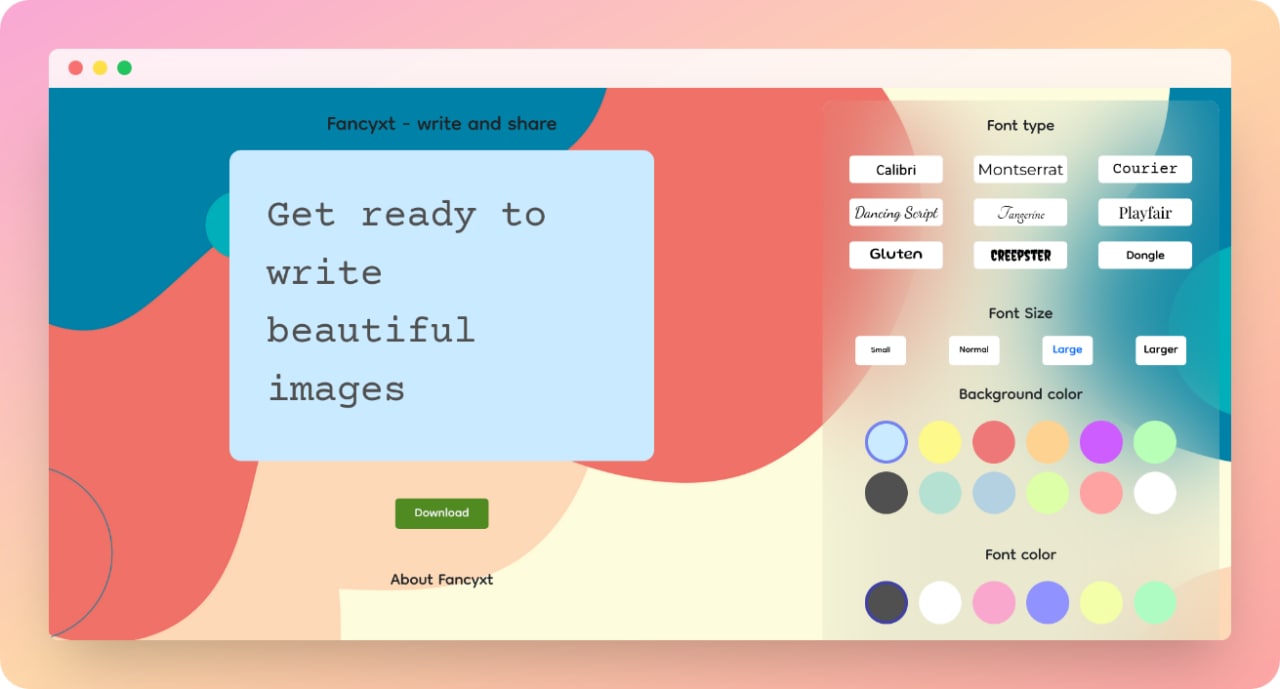 Fancyxt - write and share
Get ready to
write
beautiful
images
Download
About Fancyxt
Font type
Calibri
Montserrat
Courier
Dancing Script
Tangerine
Playfair
Gluten
CREEPSTER
Dongle
Font Size
Small
Normal
Large
Larger
Background color
Font color